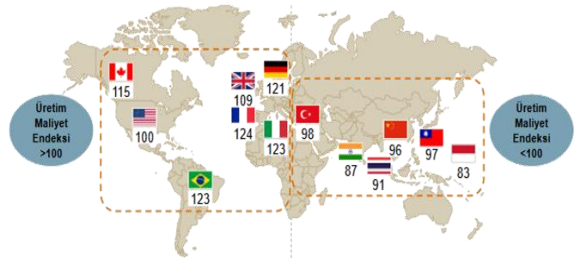 Üretim
Maliyet
Endeksi
>100
115
100
123
109
121
124
123
98
87
96
91
97
83
Üretim
Maliyet
Endeksi
<100